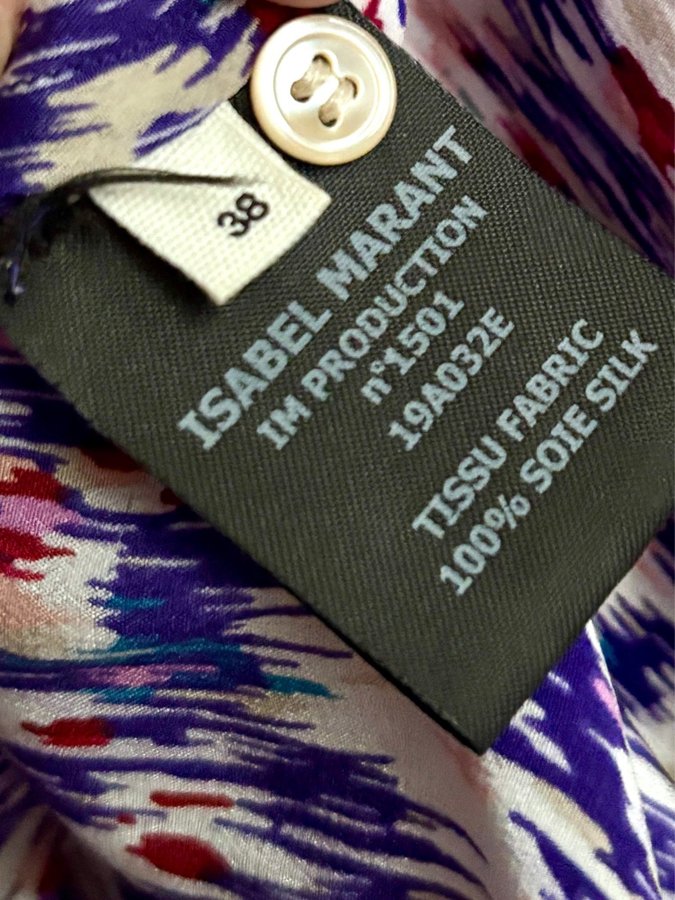 38
ISABEL MARANT
IM PRODUCTION
n°1501
19A032E
TISSU FABRIC
100% SOIE SILK